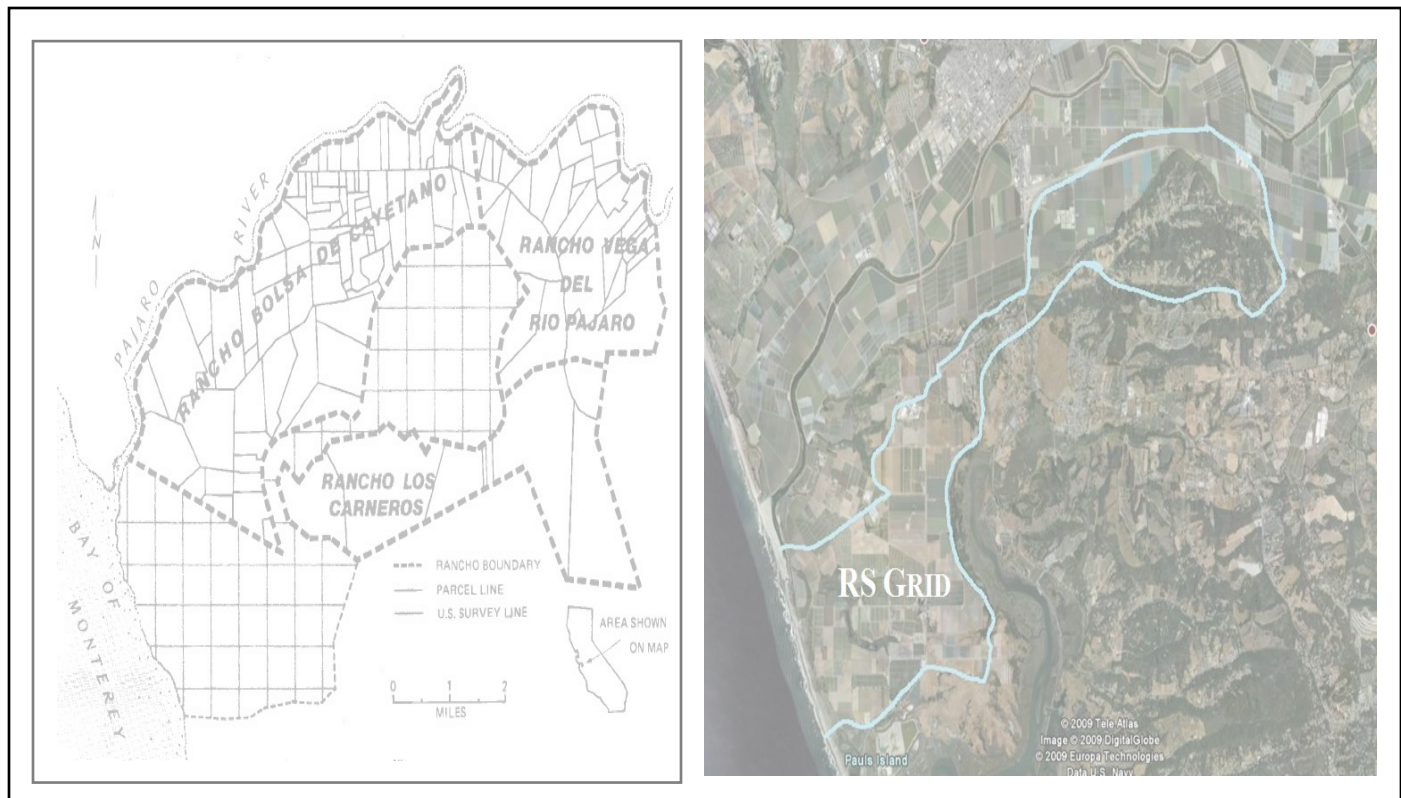 N
PAJARO RIVER
RANCHO BOLSA DE CAYETANO
RANCHO VEGA
DEL
RIO PAJARO
RANCHO LOS
CARNEROS
BAY OF
MONTEREY
RANCHO BOUNDARY
PARCEL LINE
U.S. SURVEY LINE
AREA SHOWN
ON MAP
0 1 2
MILES
RS GRID
Pauls Island
© 2009 Tele Atlas
Image © 2009 DigitalGlobe
© 2009 Europa Technologies
Data U.S. Navy